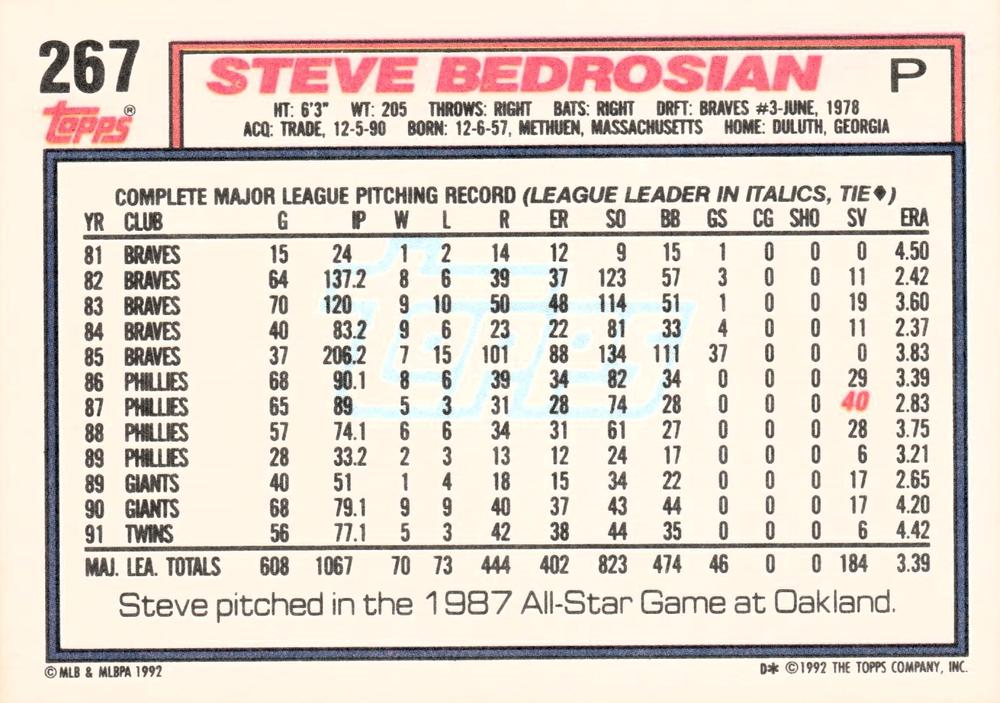 267
topps®
STEVE BEDROSIAN P
HT: 6'3" WT: 205 THROWS: RIGHT BATS: RIGHT DRFT: BRAVES #3-JUNE, 1978
ACQ: TRADE, 12-5-90 BORN: 12-6-57, METHUEN, MASSACHUSETTS HOME: DULUTH, GEORGIA
COMPLETE MAJOR LEAGUE PITCHING RECORD (LEAGUE LEADER IN ITALICS, TIE♦)
YR CLUB G IP W L R ER SO BB GS CG SHO SV ERA
81 BRAVES 15 24 1 2 14 12 9 15 1 0 0 0 4.50
82 BRAVES 64 137.2 8 6 39 37 123 57 3 0 0 11 2.42
83 BRAVES 70 120 9 10 50 48 114 51 1 0 0 19 3.60
84 BRAVES 40 83.2 9 6 23 22 81 33 4 0 0 11 2.37
85 BRAVES 37 206.2 7 15 101 88 134 111 37 0 0 0 3.83
86 PHILLIES 68 90.1 8 6 39 34 82 34 0 0 0 29 3.39
87 PHILLIES 65 89 5 3 31 28 74 28 0 0 0 40 2.83
88 PHILLIES 57 74.1 6 6 34 31 61 27 0 0 0 28 3.75
89 PHILLIES 28 33.2 2 3 13 12 24 17 0 0 0 6 3.21
89 GIANTS 40 51 1 4 18 15 34 22 0 0 0 17 2.65
90 GIANTS 68 79.1 9 9 40 37 43 44 0 0 0 17 4.20
91 TWINS 56 77.1 5 3 42 38 44 35 0 0 0 6 4.42
MAJ. LEA. TOTALS 608 1067 70 73 444 402 823 474 46 0 0 184 3.39
Steve pitched in the 1987 All-Star Game at Oakland.
© MLB & MLBPA 1992 D* ©1992 THE TOPPS COMPANY, INC.